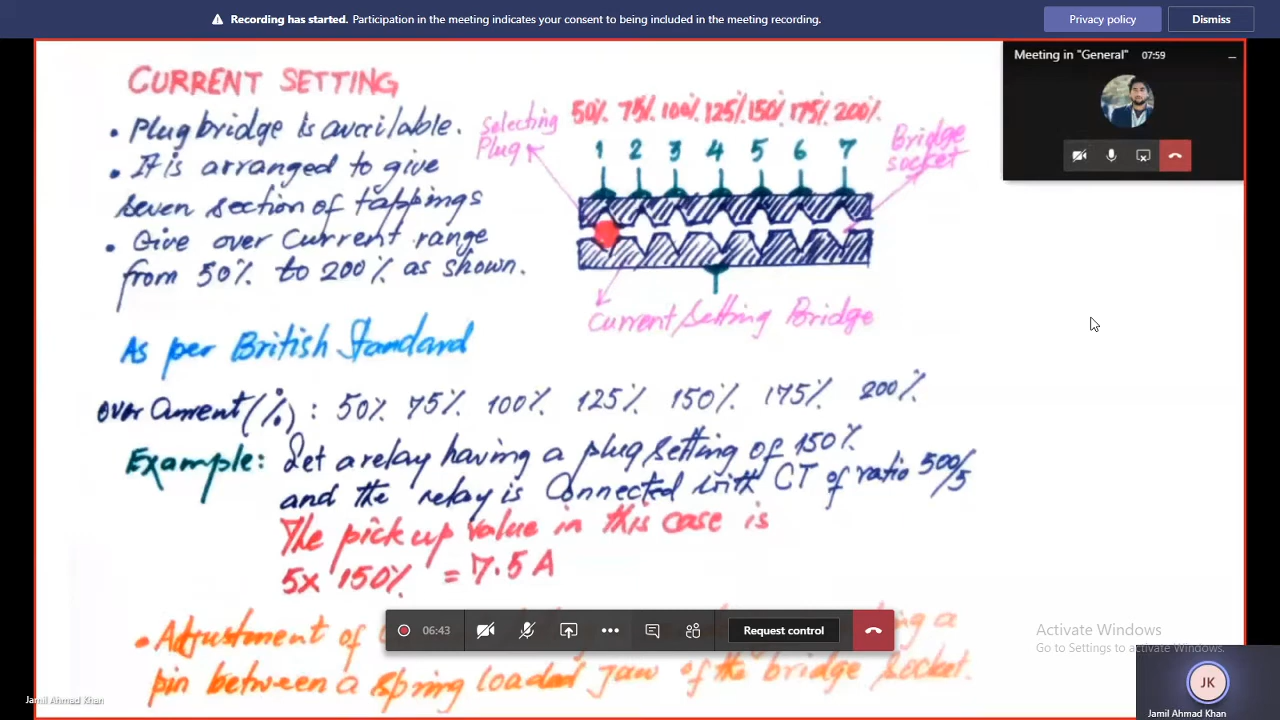 Recording has started. Participation in the meeting indicates your consent to being included in the meeting recording.
Privacy policy
Dismiss
Meeting in "General" 07:59
CURRENT SETTING
• Plug bridge is available.
• It is arranged to give
seven section of tappings
• Give over current range
from 50% to 200% as shown.
Selecting
Plug
50% 75% 100% 125% 150% 175% 200%
1 2 3 4 5 6 7
Bridge
socket
Current Setting Bridge
As per British Standard
over Current (%) : 50% 75% 100% 125% 150% 175% 200%
Example: Let a relay having a plug setting of 150%
and the relay is Connected with CT of ratio 500/5
The pick up value in this case is
5x 150% = 7.5 A
• Adjustment of
a
pin between a spring loaded jaw of the bridge socket.
06:43
Request control
Activate Windows
Go to Settings to activate Windows.
JK
Jamil Ahmad Khan
Jamil Ahmad Khan